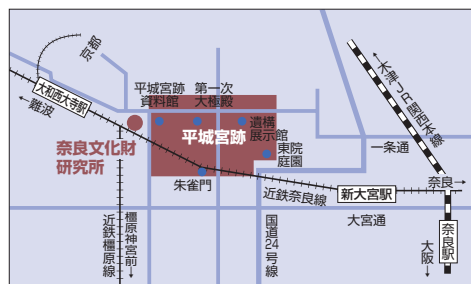 京都
大和西大寺駅
←難波
平城宮跡
資料館
第一次
大極殿
遺構
展示館
平城宮跡
東院
庭園
奈良文化財
研究所
朱雀門
←木津
JR関西本線
一条通
奈良→
近鉄奈良線
新大宮駅
大宮通
国道24号線
近鉄橿原線
橿原神宮前→
奈良駅
大阪→